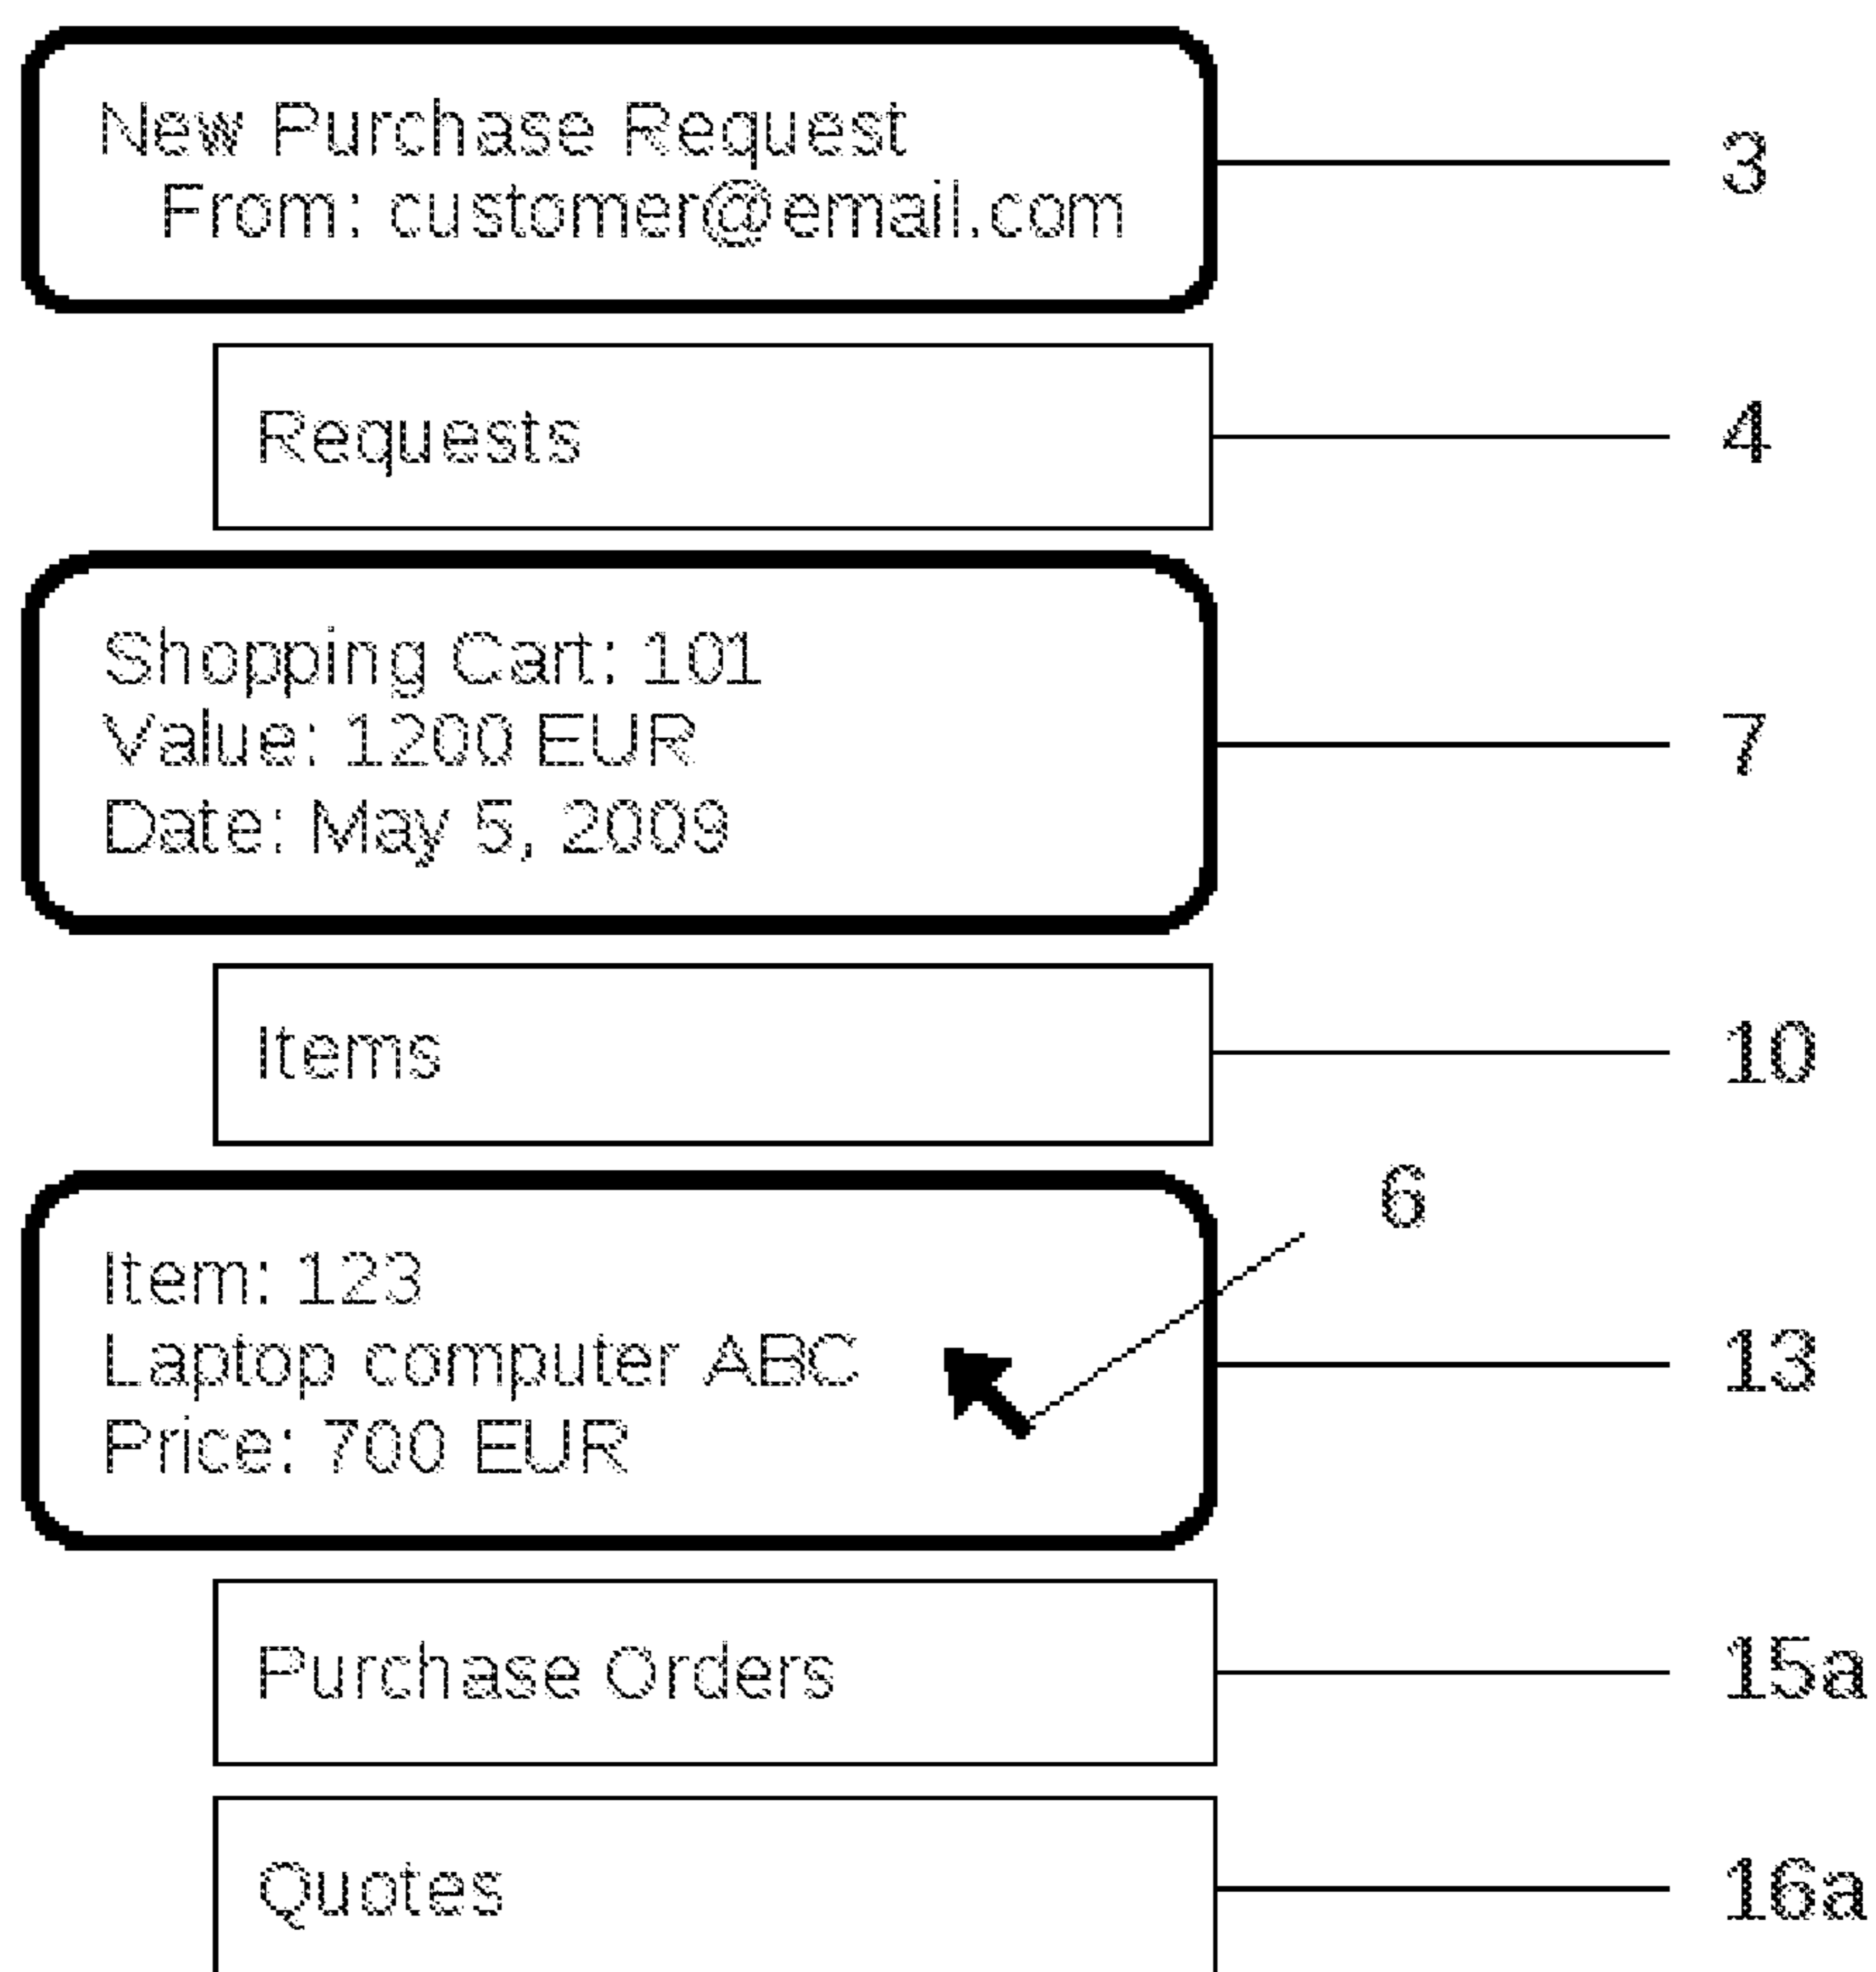 New Purchase Request
From: customer@email.com
3
Requests
4
Shopping Cart: 101
Value: 1200 EUR
Date: May 5, 2009
7
Items
10
6
Item: 123
Laptop computer ABC
Price: 700 EUR
13
Purchase Orders
15a
Quotes
16a